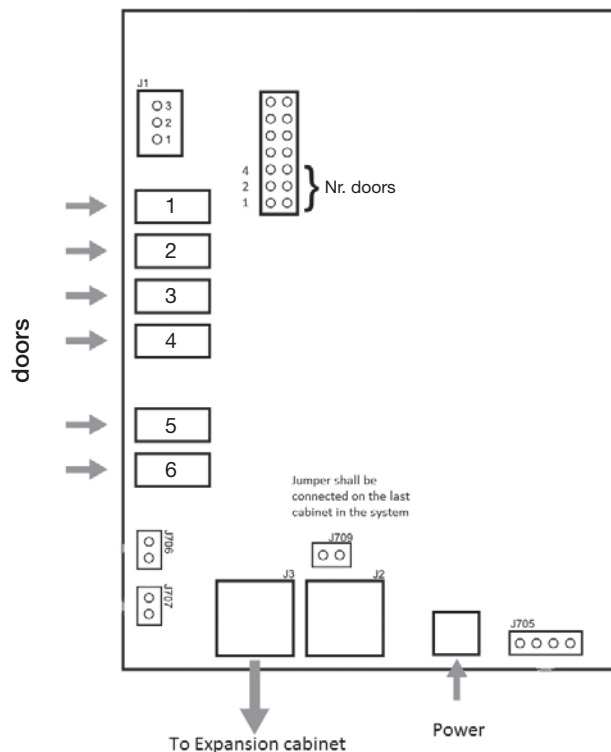 J1
3
2
1
4
2
1
Nr. doors
doors
1
2
3
4
5
6
Jumper shall be
connected on the last
cabinet in the system
J709
J706
J707
J3
J2
J705
To Expansion cabinet
Power